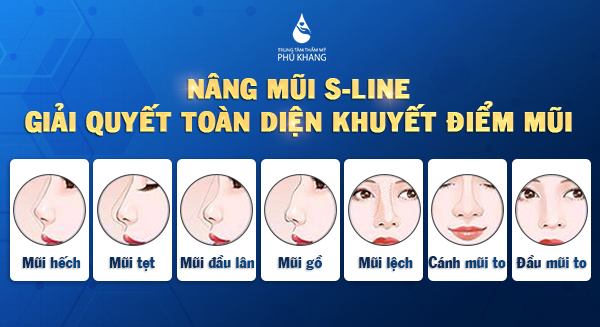 TRUNG TÂM THẨM MỸ
PHÚ KHANG
NÂNG MŨI S-LINE
GIẢI QUYẾT TOÀN DIỆN KHUYẾT ĐIỂM MŨI
Mũi hếch
Mũi tẹt
Mũi đầu lân
Mũi gồ
Mũi lệch
Cánh mũi to
Đầu mũi to